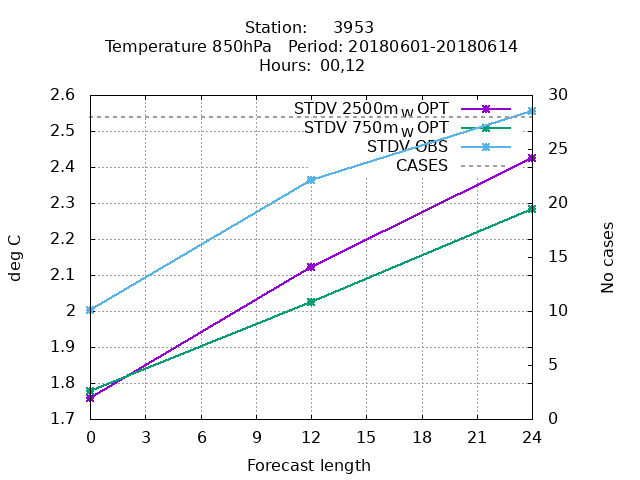 Station: 3953
Temperature 850hPa Period: 20180601-20180614
Hours: 00,12
STDV 2500m_W OPT
STDV 750m_W OPT
STDV OBS
CASES
2.6
2.5
2.4
2.3
2.2
2.1
2
1.9
1.8
1.7
deg C
30
25
20
15
10
5
0
No cases
0 3 6 9 12 15 18 21 24
Forecast length